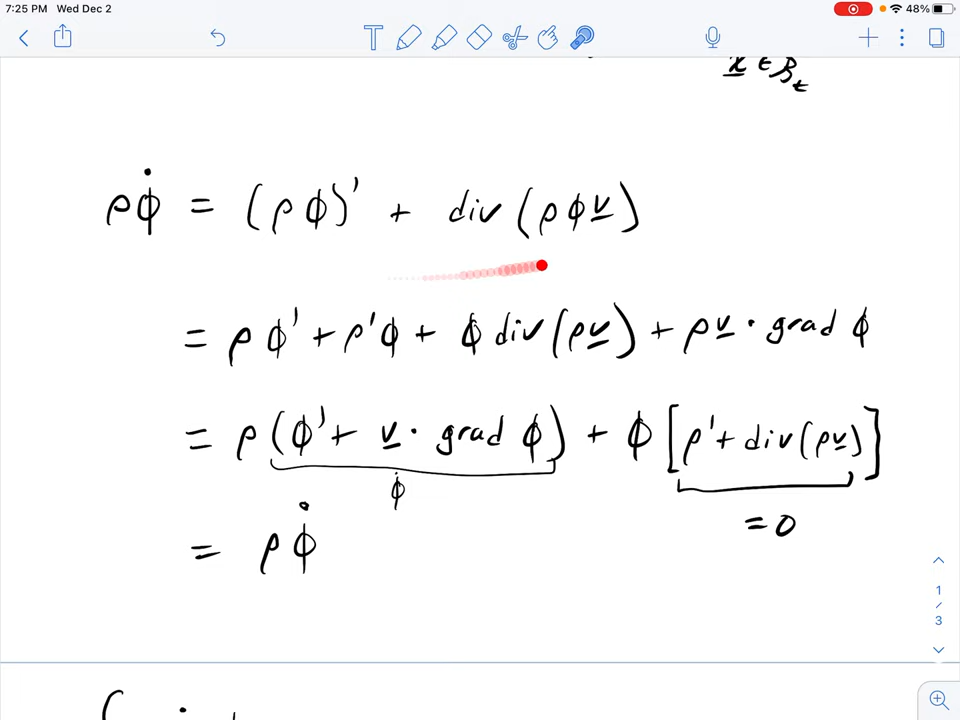 7:25 PM Wed Dec 2
48%
x̲ ∈ ℬ_t
ρφ̇ = (ρφ)' + div(ρφv̲)
= ρφ' + ρ'φ + φ div(ρv̲) + ρv̲ · grad φ
= ρ(φ' + v̲ · grad φ) + φ[ρ' + div(ρv̲)]
φ̇
= 0
= ρφ̇
1
/
3